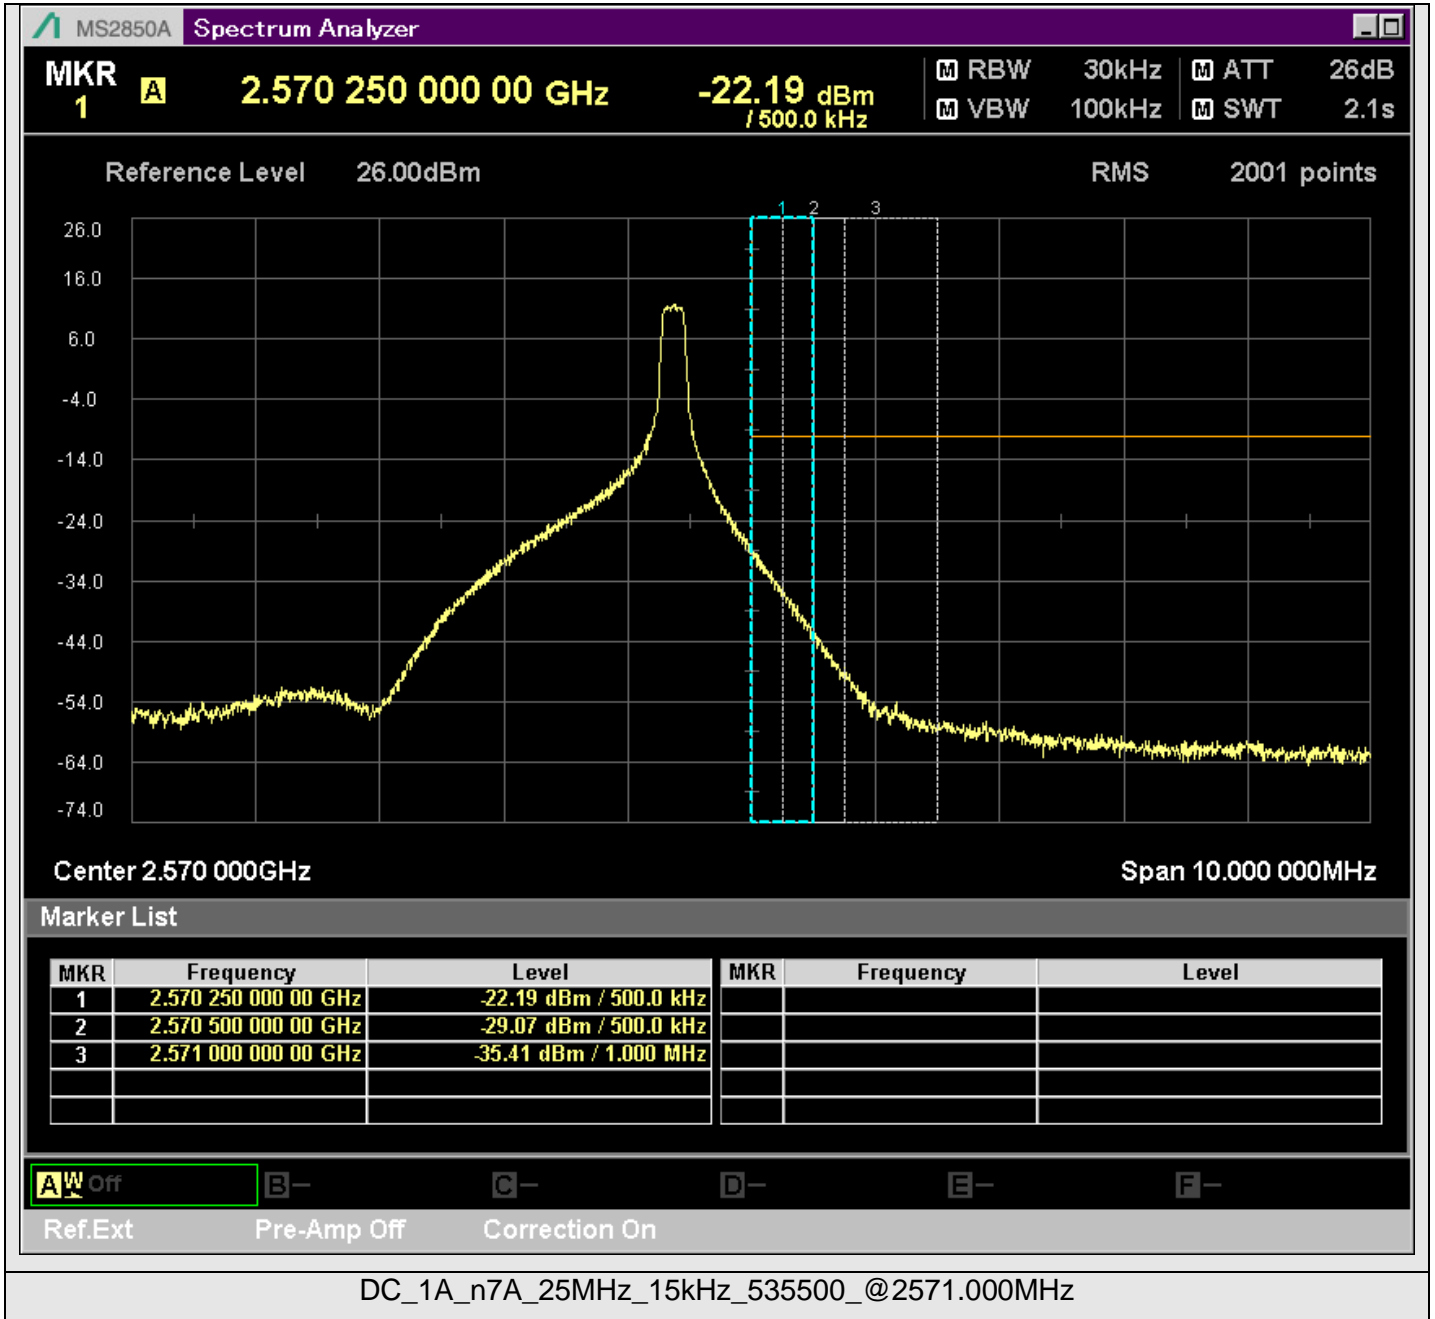 MS2850A Spectrum Analyzer
MKR 1 A 2.570 250 000 00 GHz -22.19 dBm / 500.0 kHz
M RBW 30kHz M ATT 26dB
M VBW 100kHz M SWT 2.1s
Reference Level 26.00dBm RMS 2001 points
1 2 3
26.0
16.0
6.0
-4.0
-14.0
-24.0
-34.0
-44.0
-54.0
-64.0
-74.0
Center 2.570 000GHz Span 10.000 000MHz
Marker List
MKR Frequency Level MKR Frequency Level
1 2.570 250 000 00 GHz -22.19 dBm / 500.0 kHz
2 2.570 500 000 00 GHz -29.07 dBm / 500.0 kHz
3 2.571 000 000 00 GHz -35.41 dBm / 1.000 MHz
A W Off B — C — D — E — F —
Ref.Ext Pre-Amp Off Correction On
DC_1A_n7A_25MHz_15kHz_535500_@2571.000MHz